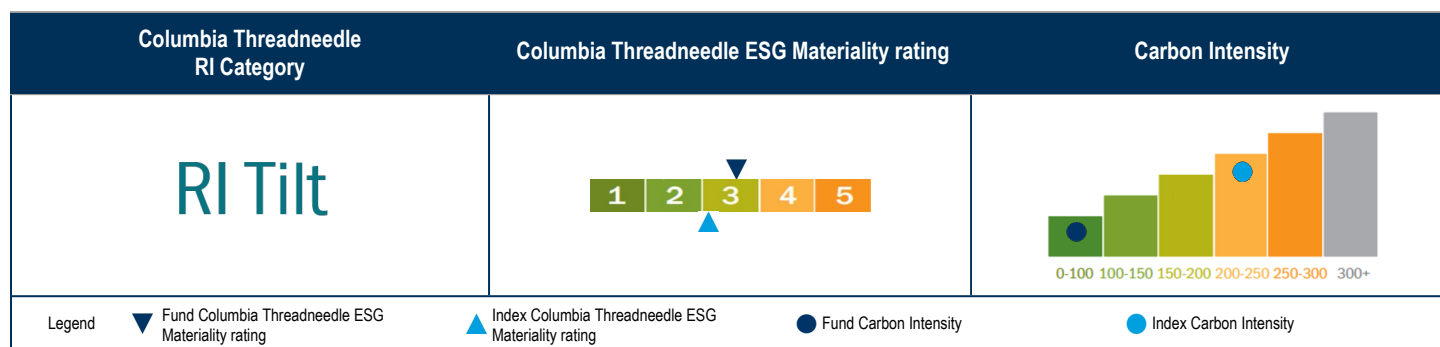 Columbia Threadneedle
RI Category
Columbia Threadneedle ESG Materiality rating
Carbon Intensity
RI Tilt
1 2 3 4 5
0-100 100-150 150-200 200-250 250-300 300+
Legend
Fund Columbia Threadneedle ESG
Materiality rating
Index Columbia Threadneedle ESG
Materiality rating
Fund Carbon Intensity
Index Carbon Intensity